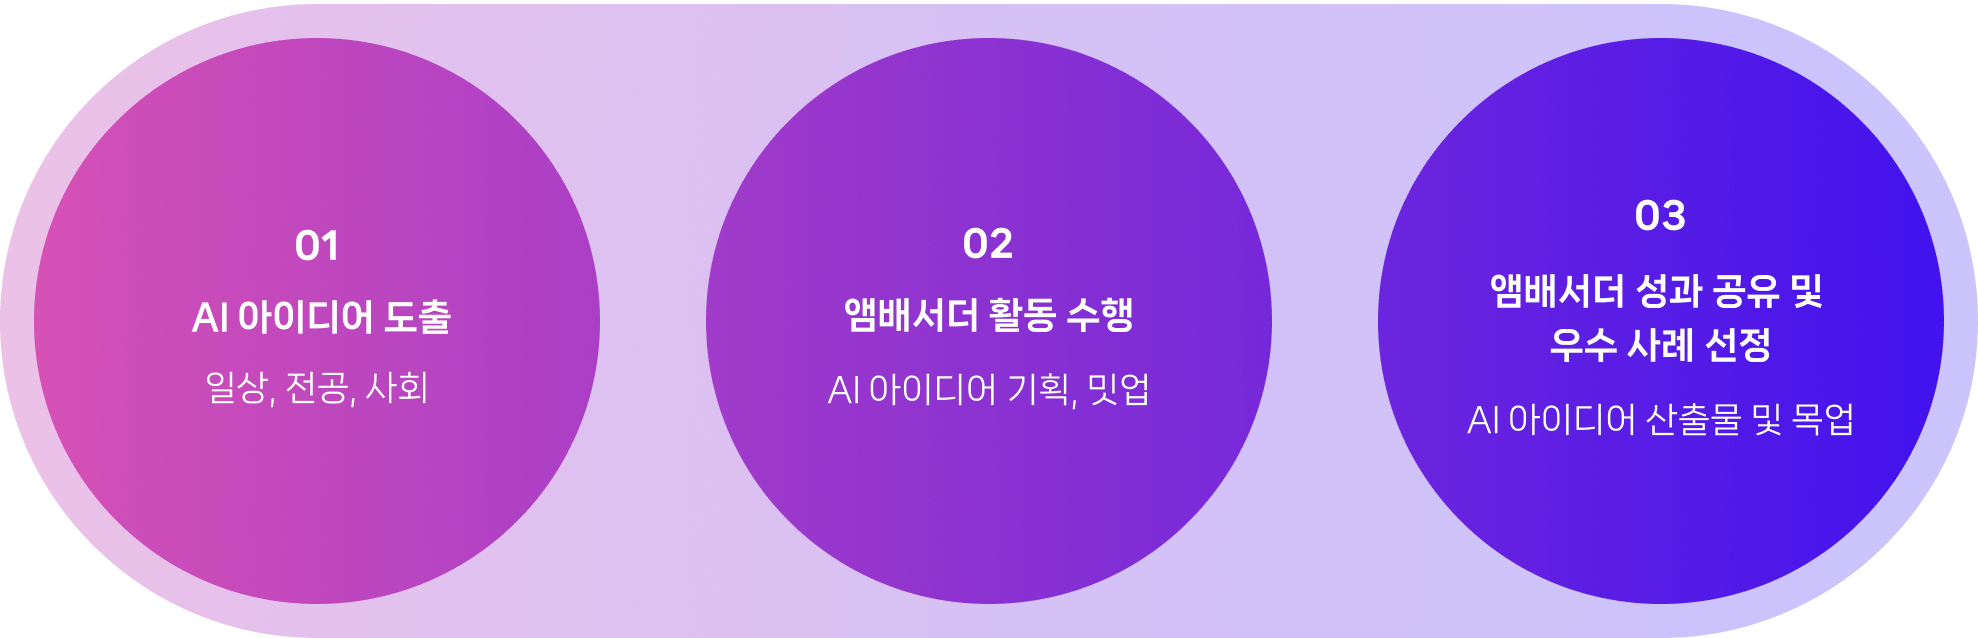 01
AI 아이디어 도출
일상, 전공, 사회
02
앰배서더 활동 수행
AI 아이디어 기획, 밋업
03
앰배서더 성과 공유 및
우수 사례 선정
AI 아이디어 산출물 및 목업